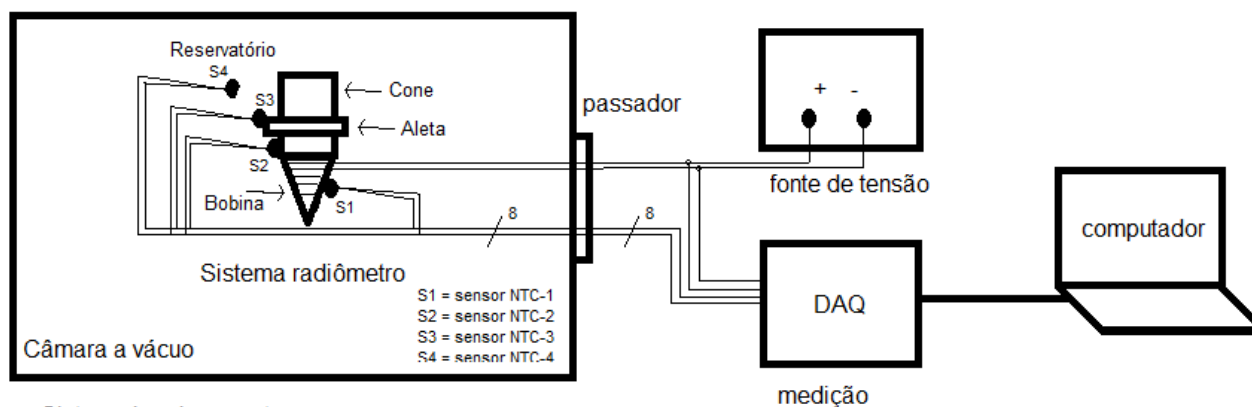 Reservatório
S4
S3
Cone
Aleta
S2
Bobina
S1
8
8
Sistema radiômetro
S1 = sensor NTC-1
S2 = sensor NTC-2
S3 = sensor NTC-3
S4 = sensor NTC-4
Câmara a vácuo
passador
+ -
fonte de tensão
DAQ
medição
computador